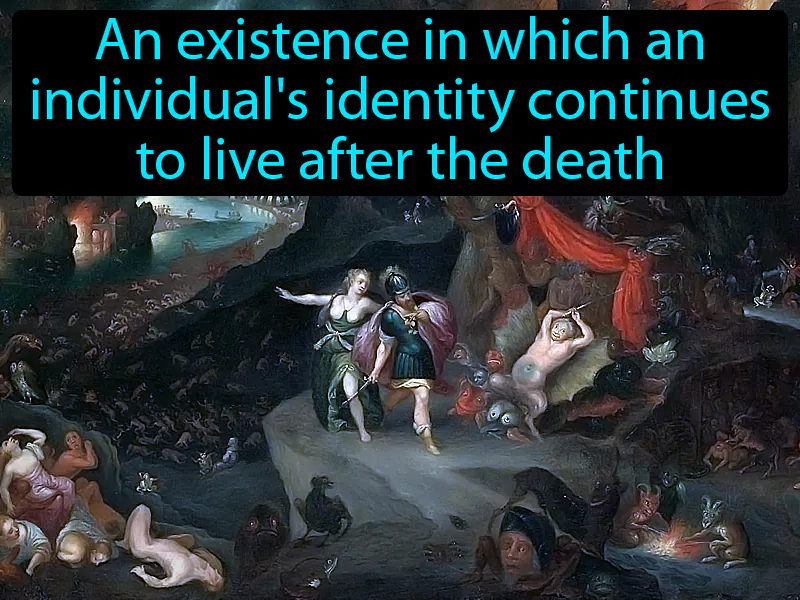 An existence in which an
individual's identity continues
to live after the death